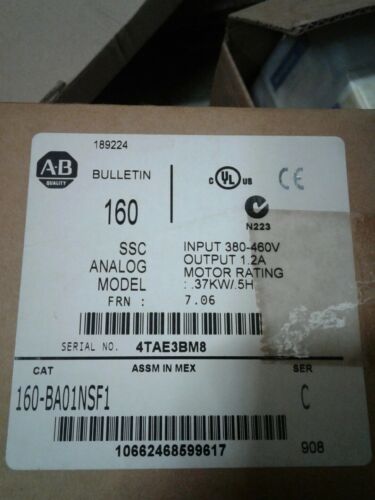 189224
A-B
QUALITY
BULLETIN
160
C UL US
CE
N223
SSC
ANALOG
MODEL
INPUT 380-460V
OUTPUT 1.2A
MOTOR RATING
: .37KW/.5H
FRN : 7.06
SERIAL NO. 4TAE3BM8
CAT ASSM IN MEX SER
160-BA01NSF1 C
10662468599617 908